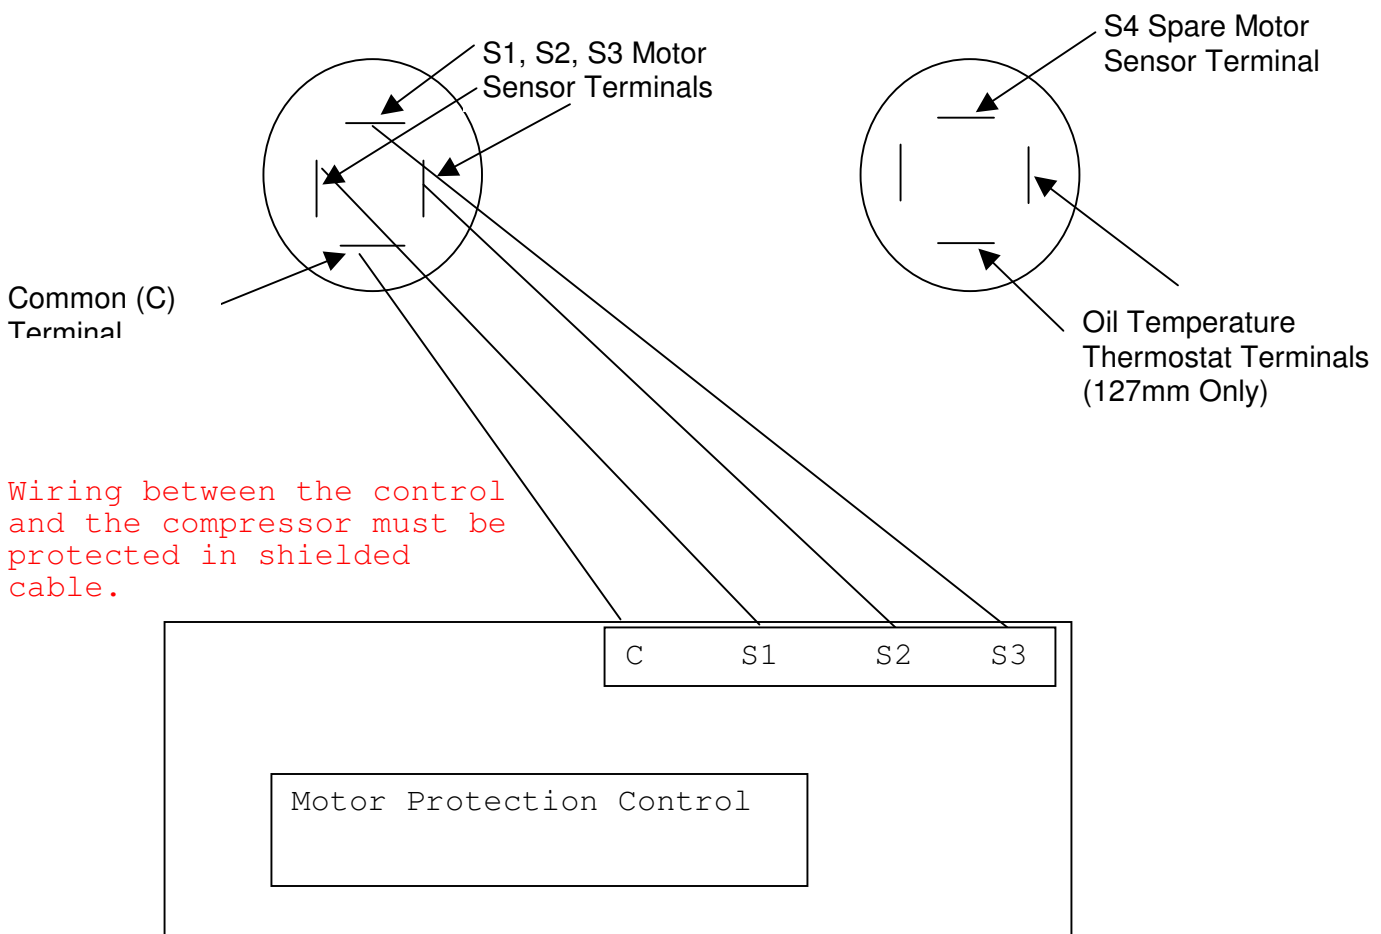 S1, S2, S3 Motor
Sensor Terminals
S4 Spare Motor
Sensor Terminal
Common (C)
Terminal
Oil Temperature
Thermostat Terminals
(127mm Only)
Wiring between the control
and the compressor must be
protected in shielded
cable.
C S1 S2 S3
Motor Protection Control